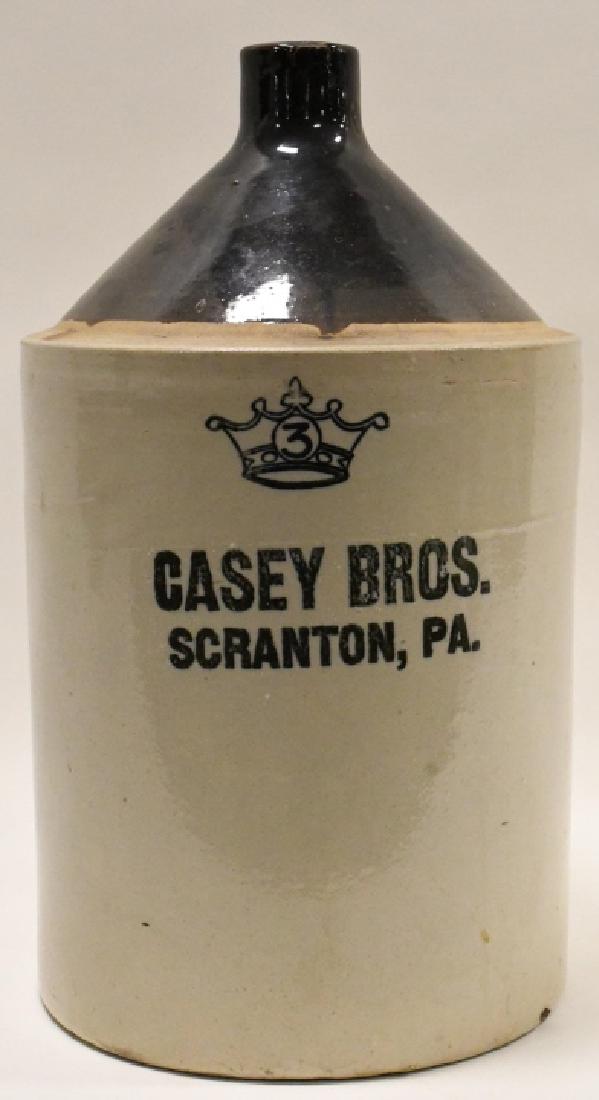 3
CASEY BROS.
SCRANTON, PA.